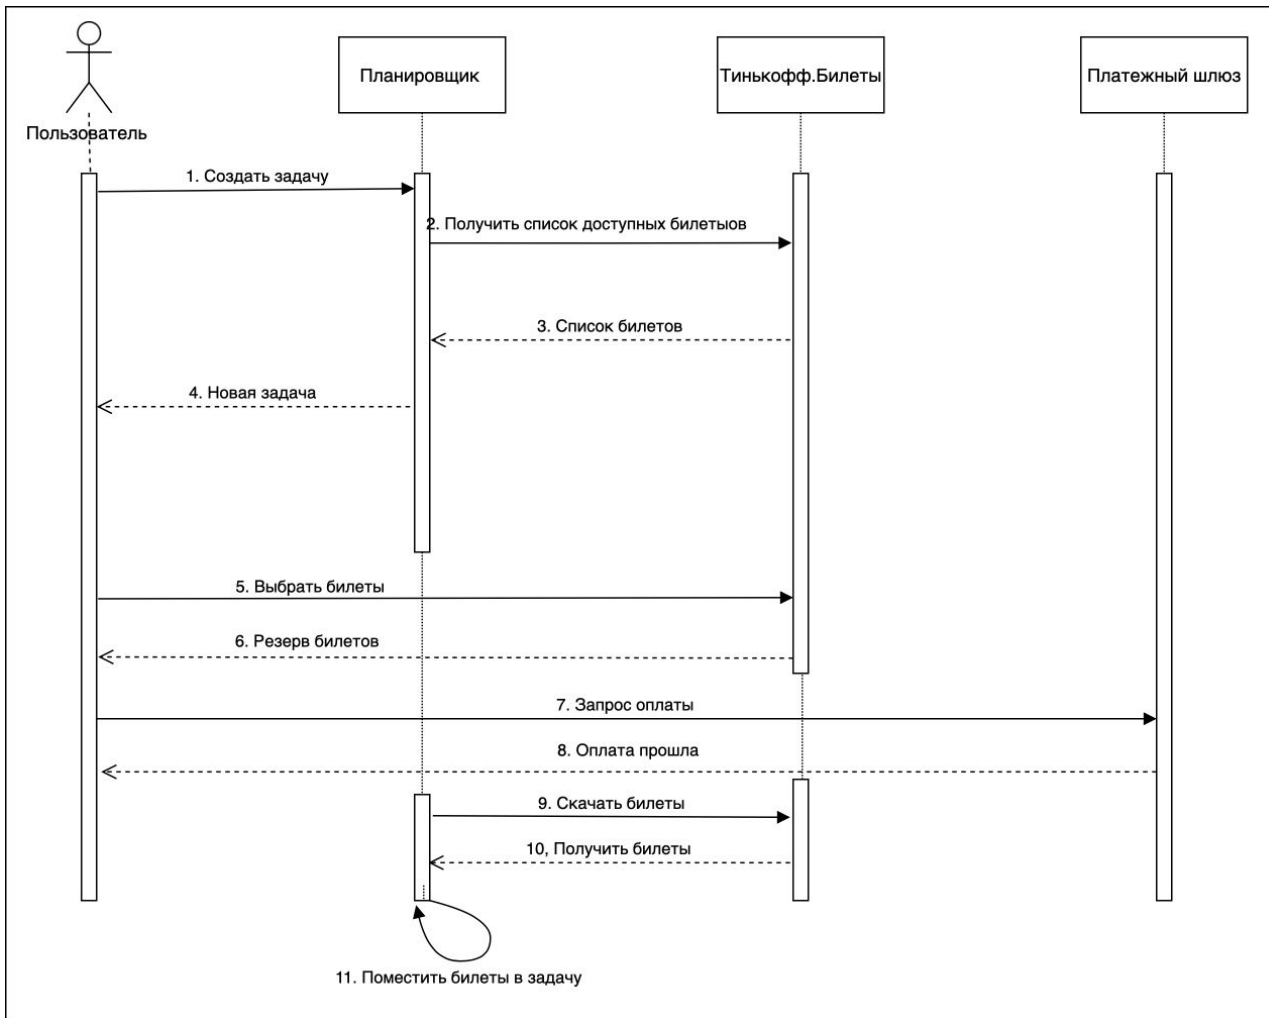 Пользователь
Планировщик
Тинькофф.Билеты
Платежный шлюз
1. Создать задачу
2. Получить список доступных билетыов
3. Список билетов
4. Новая задача
5. Выбрать билеты
6. Резерв билетов
7. Запрос оплаты
8. Оплата прошла
9. Скачать билеты
10, Получить билеты
11. Поместить билеты в задачу